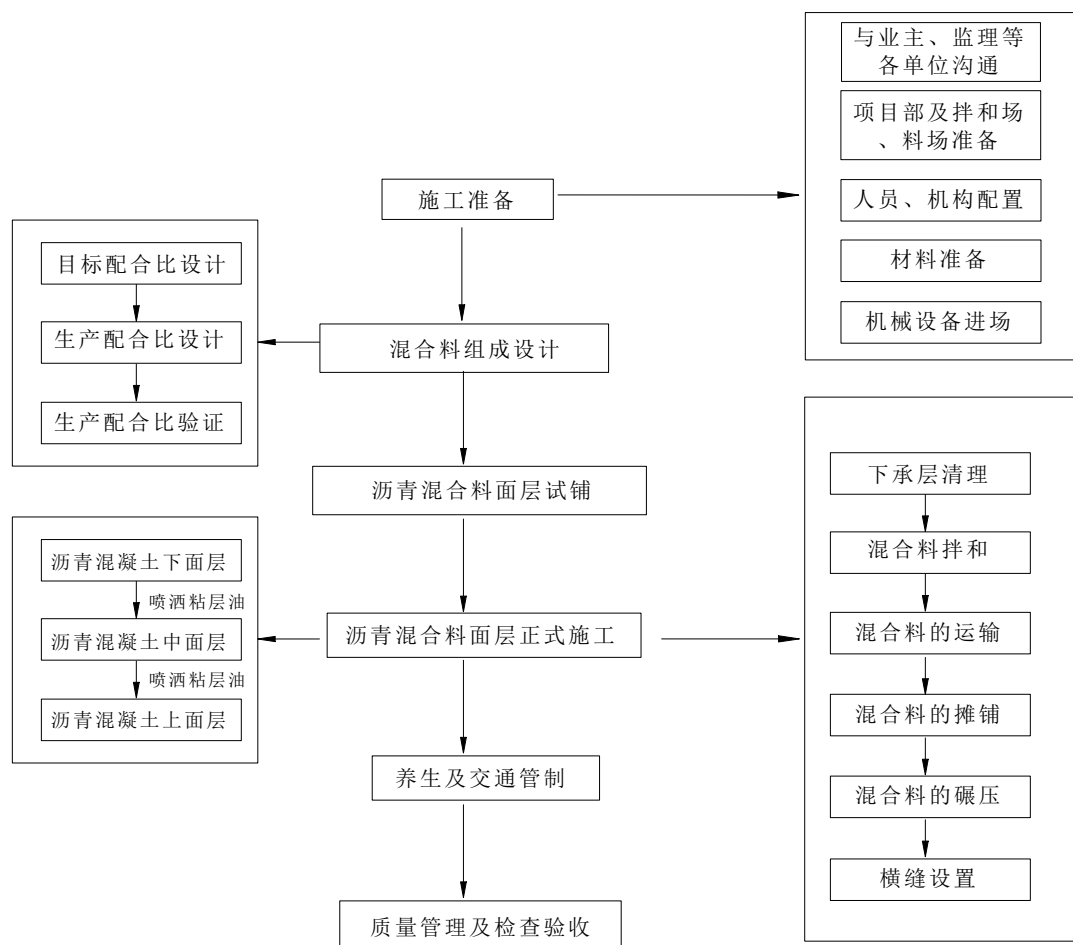 与业主、监理等
各单位沟通
项目部及拌和场
、料场准备
人员、机构配置
材料准备
机械设备进场
施工准备
目标配合比设计
生产配合比设计
生产配合比验证
混合料组成设计
沥青混合料面层试铺
沥青混凝土下面层
喷洒粘层油
沥青混凝土中面层
喷洒粘层油
沥青混凝土上面层
沥青混合料面层正式施工
下承层清理
混合料拌和
混合料的运输
混合料的摊铺
混合料的碾压
横缝设置
养生及交通管制
质量管理及检查验收